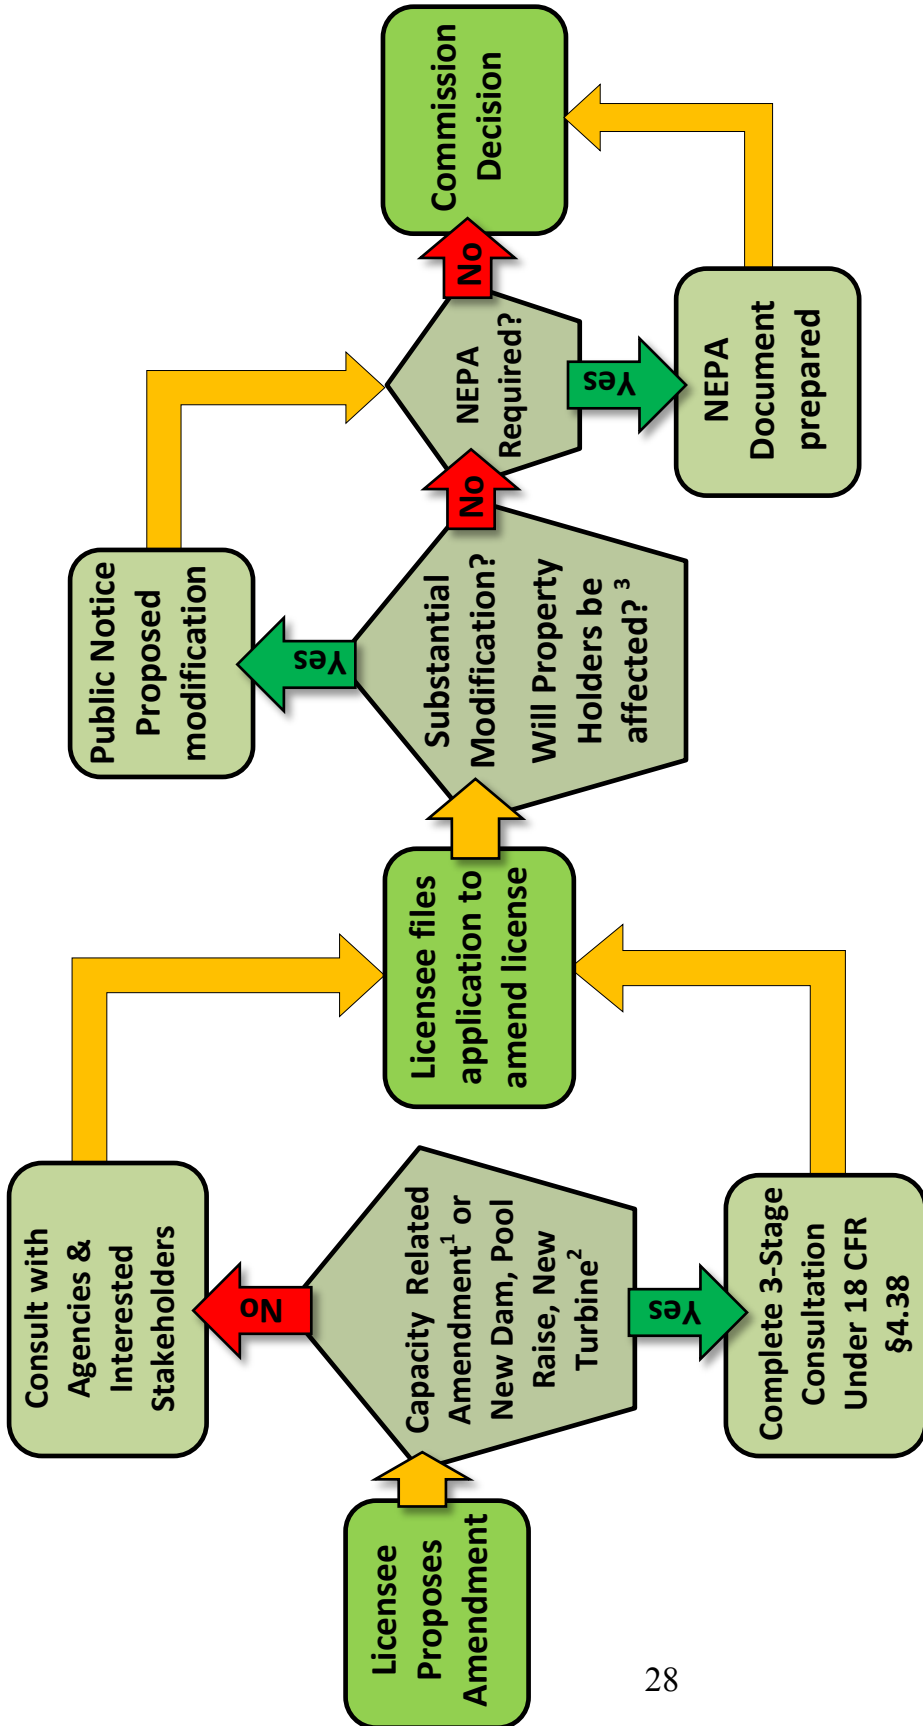 Licensee
Proposes
Amendment
Capacity Related
Amendment¹ or
New Dam, Pool
Raise, New
Turbine²
No
Consult with
Agencies &
Interested
Stakeholders
Yes
Complete 3-Stage
Consultation
Under 18 CFR
§4.38
Licensee files
application to
amend license
Substantial
Modification?
Will Property
Holders be
affected? ³
Yes
Public Notice
Proposed
modification
No
NEPA
Required?
Yes
NEPA
Document
prepared
No
Commission
Decision
28